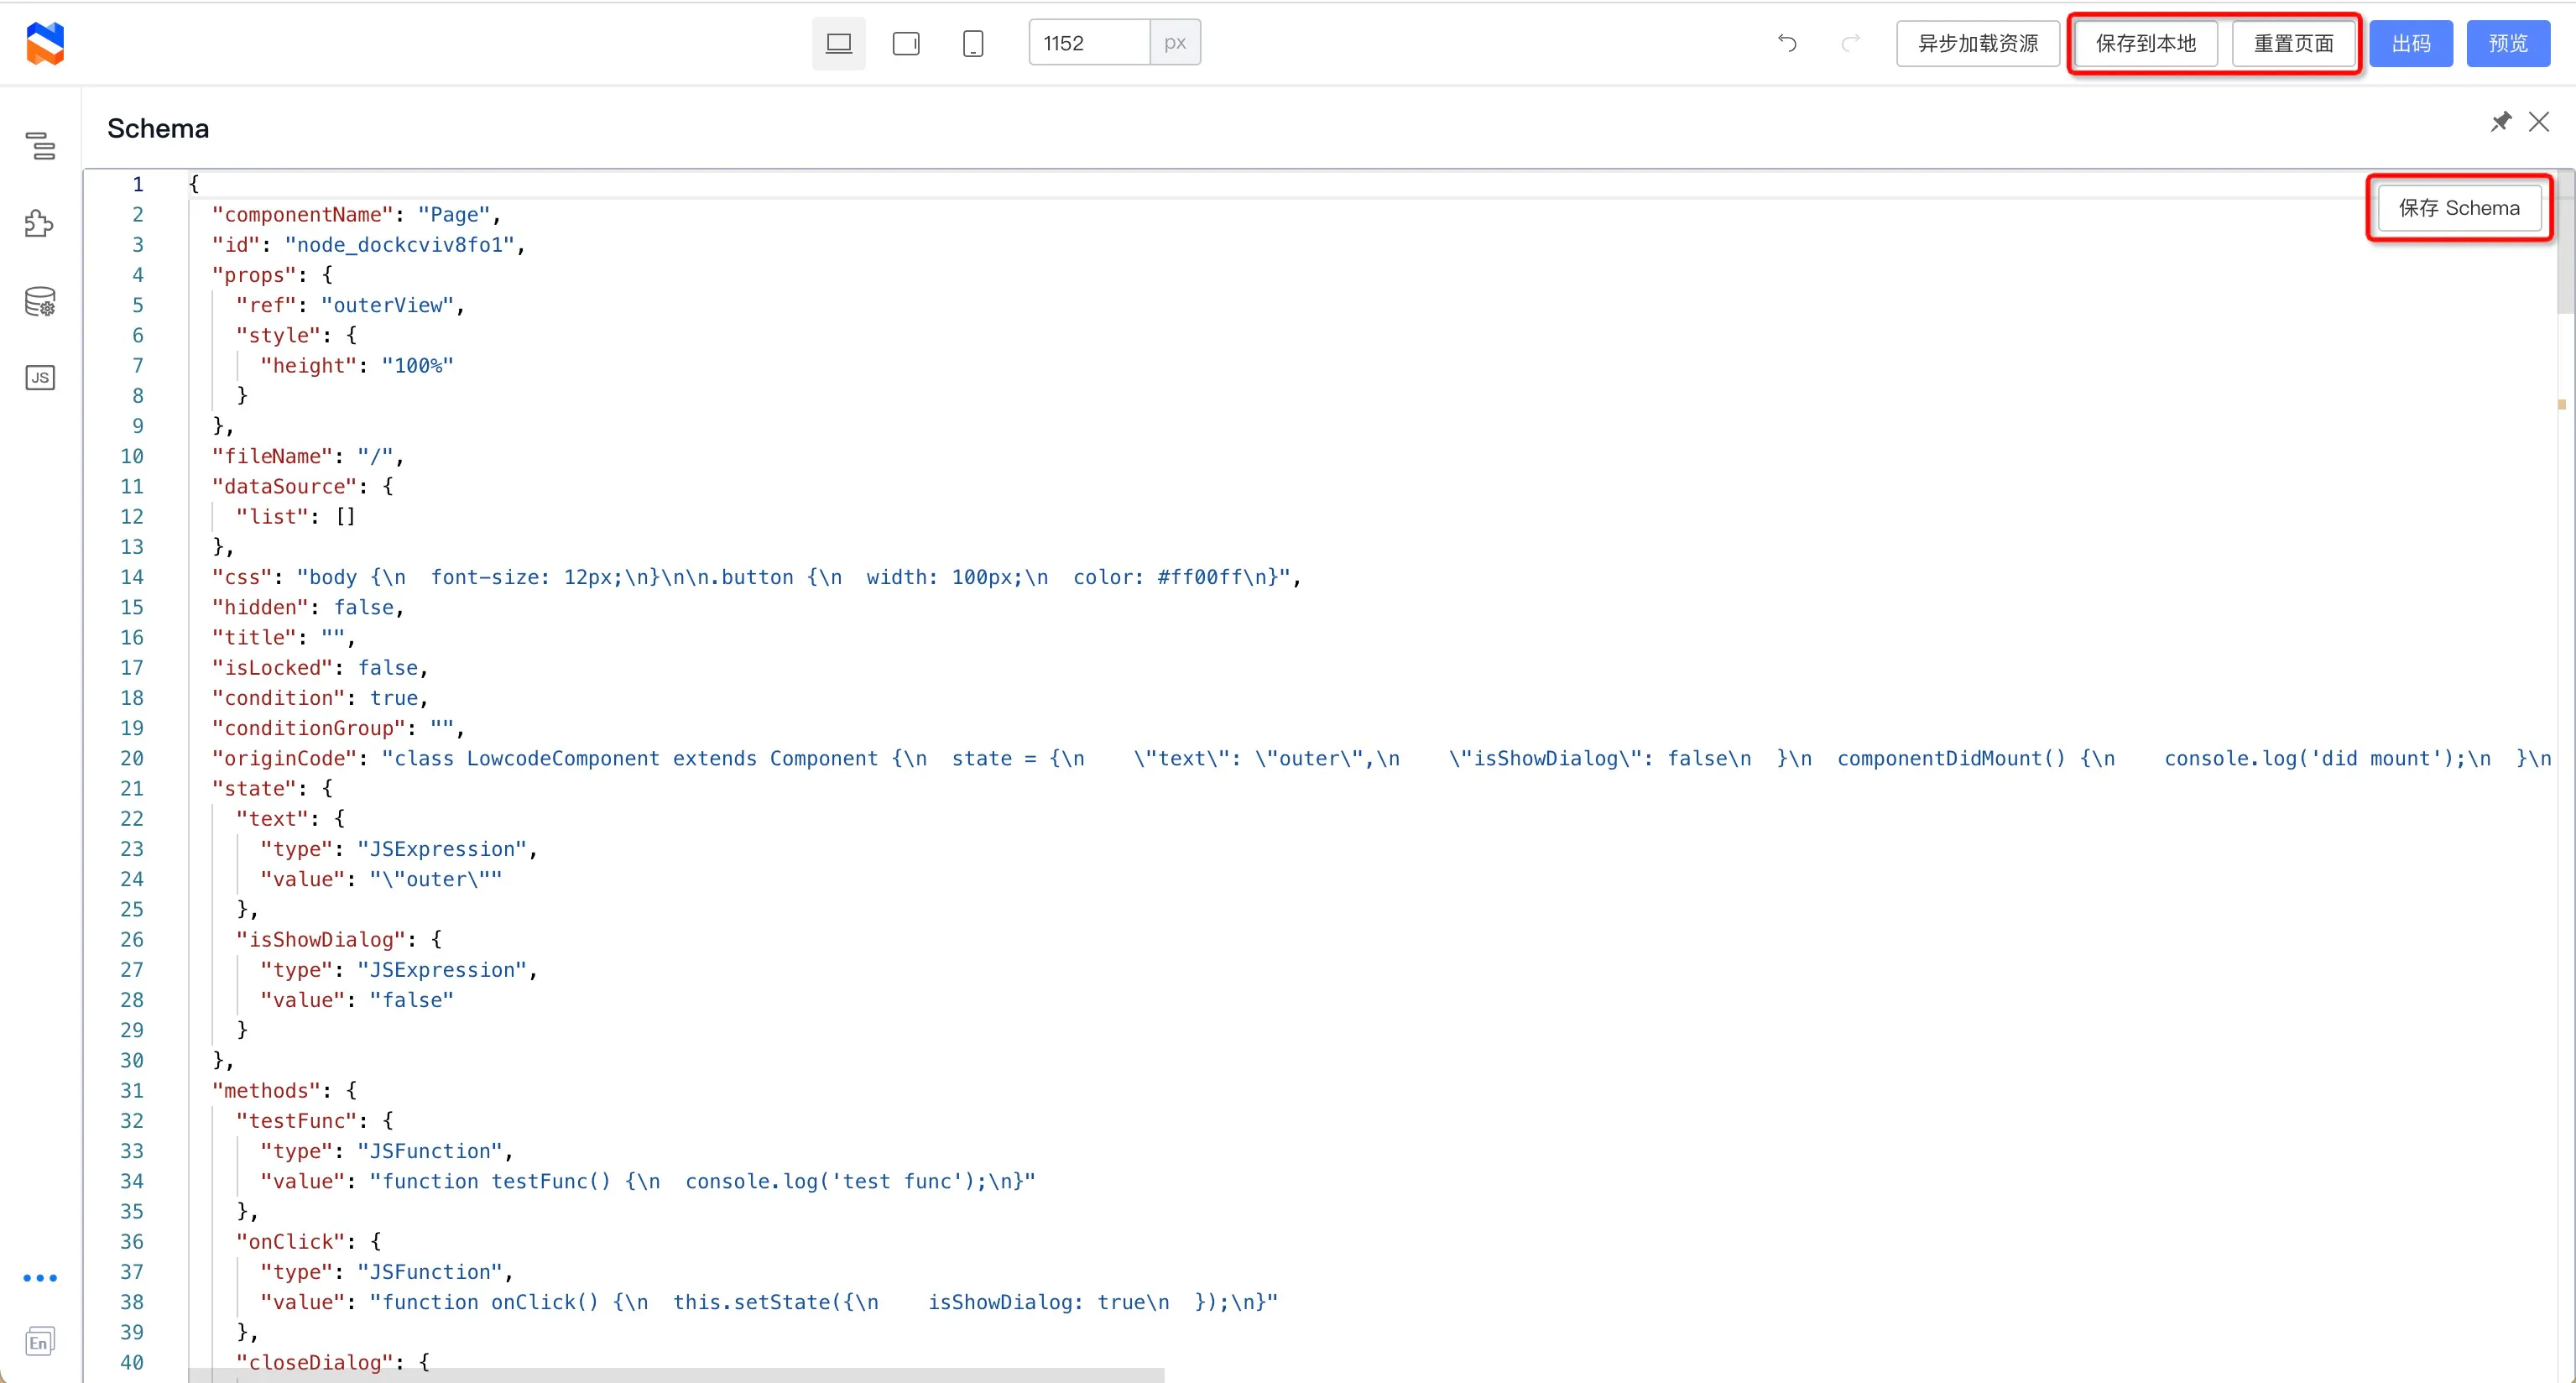 1152 px 异步加载资源 保存到本地 重置页面 出码 预览
Schema
保存 Schema
JS
En
1 {
2 "componentName": "Page",
3 "id": "node_dockcviv8fo1",
4 "props": {
5 "ref": "outerView",
6 "style": {
7 "height": "100%"
8 }
9 },
10 "fileName": "/",
11 "dataSource": {
12 "list": []
13 },
14 "css": "body {\n  font-size: 12px;\n}\n\n.button {\n  width: 100px;\n  color: #ff00ff\n}",
15 "hidden": false,
16 "title": "",
17 "isLocked": false,
18 "condition": true,
19 "conditionGroup": "",
20 "originCode": "class LowcodeComponent extends Component {\n  state = {\n    \"text\": \"outer\",\n    \"isShowDialog\": false\n  }\n  componentDidMount() {\n    console.log('did mount');\n  }\n
21 "state": {
22 "text": {
23 "type": "JSExpression",
24 "value": "\"outer\""
25 },
26 "isShowDialog": {
27 "type": "JSExpression",
28 "value": "false"
29 }
30 },
31 "methods": {
32 "testFunc": {
33 "type": "JSFunction",
34 "value": "function testFunc() {\n  console.log('test func');\n}"
35 },
36 "onClick": {
37 "type": "JSFunction",
38 "value": "function onClick() {\n  this.setState({\n    isShowDialog: true\n  });\n}"
39 },
40 "closeDialog": {